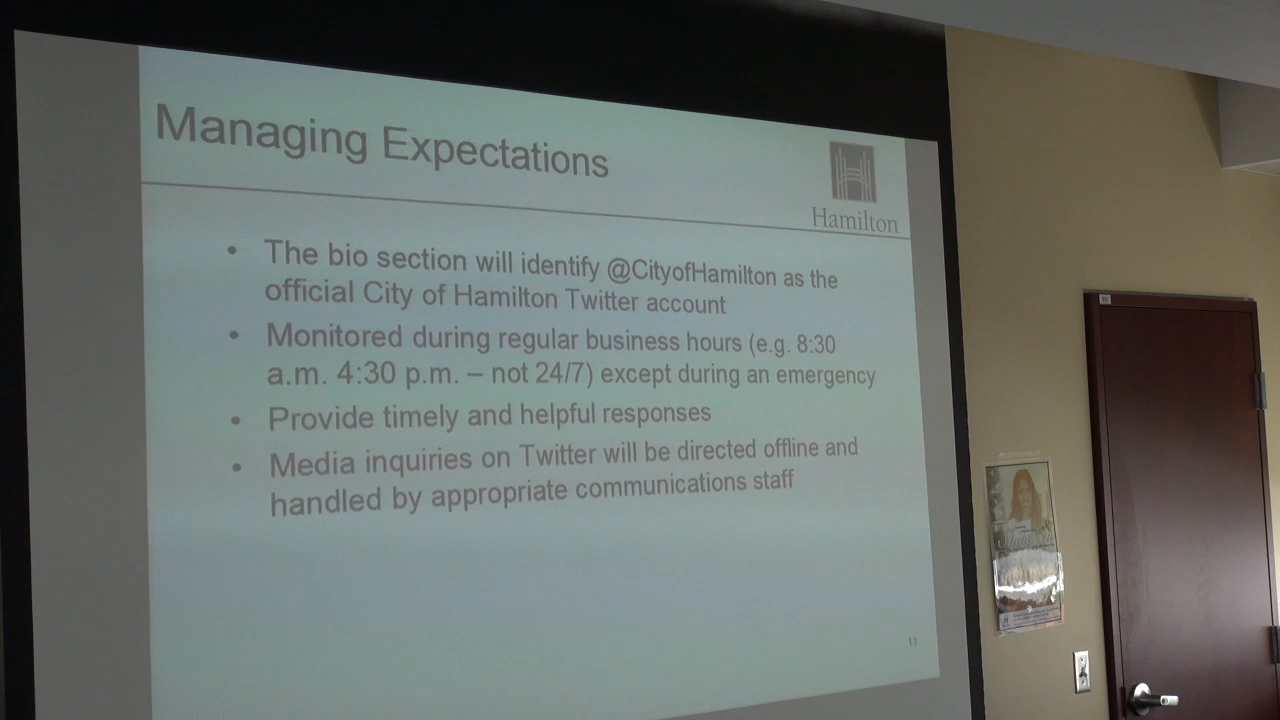 Managing Expectations
Hamilton
• The bio section will identify @CityofHamilton as the
official City of Hamilton Twitter account
• Monitored during regular business hours (e.g. 8:30
a.m. 4:30 p.m. – not 24/7) except during an emergency
• Provide timely and helpful responses
• Media inquiries on Twitter will be directed offline and
handled by appropriate communications staff
11